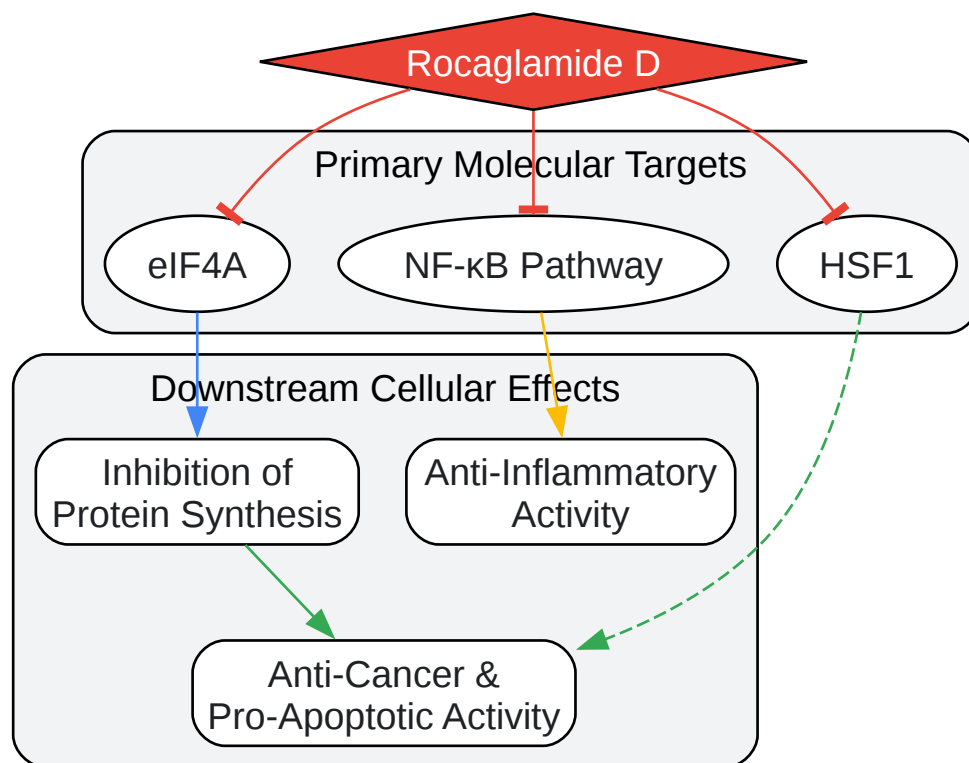 Rocaglamide D
Primary Molecular Targets
eIF4A
NF-κB Pathway
HSF1
Downstream Cellular Effects
Inhibition of
Protein Synthesis
Anti-Inflammatory
Activity
Anti-Cancer &
Pro-Apoptotic Activity